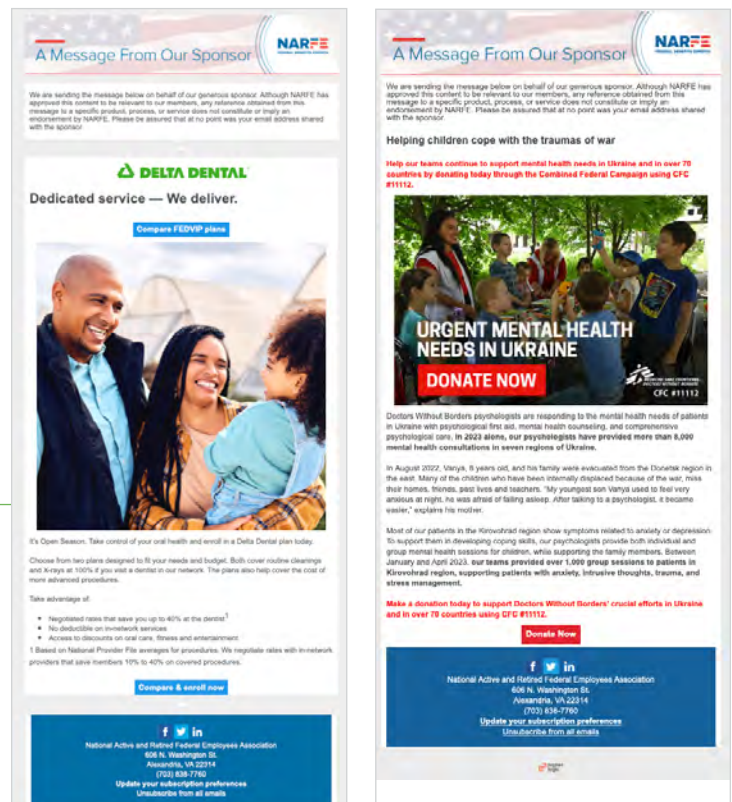 A Message From Our Sponsor
NARFE
We are sending the message below on behalf of our generous sponsor. Although NARFE has
approved this content to be relevant to our members, any reference obtained from this
message to a specific product, process, or service does not constitute or imply an
endorsement by NARFE. Please be assured that at no point was your email address shared
with the sponsor
DELTA DENTAL
Dedicated service — We deliver.
Compare FEDVIP plans
It's Open Season. Take control of your oral health and enroll in a Delta Dental plan today.
Choose from two plans designed to fit your needs and budget. Both cover routine cleanings
and X-rays at 100% if you visit a dentist in our network. The plans also help cover the cost of
more advanced procedures.
Take advantage of:
• Negotiated rates that save you up to 40% at the dentist1
• No deductible on in-network services
• Access to discounts on oral care, fitness and entertainment
1 Based on National Provider File averages for procedures. We negotiate rates with in-network
providers that save members 10% to 40% on covered procedures.
Compare & enroll now
National Active and Retired Federal Employees Association
606 N. Washington St.
Alexandria, VA 22314
(703) 838-7760
Update your subscription preferences
Unsubscribe from all emails
A Message From Our Sponsor
NARFE
We are sending the message below on behalf of our generous sponsor. Although NARFE has
approved this content to be relevant to our members, any reference obtained from this
message to a specific product, process, or service does not constitute or imply an
endorsement by NARFE. Please be assured that at no point was your email address shared
with the sponsor
Helping children cope with the traumas of war
Help our teams continue to support mental health needs in Ukraine and in over 70
countries by donating today through the Combined Federal Campaign using CFC
#11112.
URGENT MENTAL HEALTH
NEEDS IN UKRAINE
DONATE NOW
CFC #11112
Doctors Without Borders psychologists are responding to the mental health needs of patients
in Ukraine with psychological first aid, mental health counseling, and comprehensive
psychological care. In 2023 alone, our psychologists have provided more than 8,000
mental health consultations in seven regions of Ukraine.
In August 2022, Vanya, 8 years old, and his family were evacuated from the Donetsk region in
the east. Many of the children who have been internally displaced because of the war, miss
their homes, friends, past lives and teachers. "My youngest son Vanya used to feel very
anxious at night, he was afraid of falling asleep. After talking to a psychologist, it became
easier," explains his mother.
Most of our patients in the Kirovohrad region show symptoms related to anxiety or depression.
To support them in developing coping skills, our psychologists provide both individual and
group mental health sessions for children, while supporting the family members. Between
January and April 2023, our teams provided over 1,000 group sessions to patients in
Kirovohrad region, supporting patients with anxiety, intrusive thoughts, trauma, and
stress management.
Make a donation today to support Doctors Without Borders' crucial efforts in Ukraine
and in over 70 countries using CFC #11112.
Donate Now
National Active and Retired Federal Employees Association
606 N. Washington St.
Alexandria, VA 22314
(703) 838-7760
Update your subscription preferences
Unsubscribe from all emails